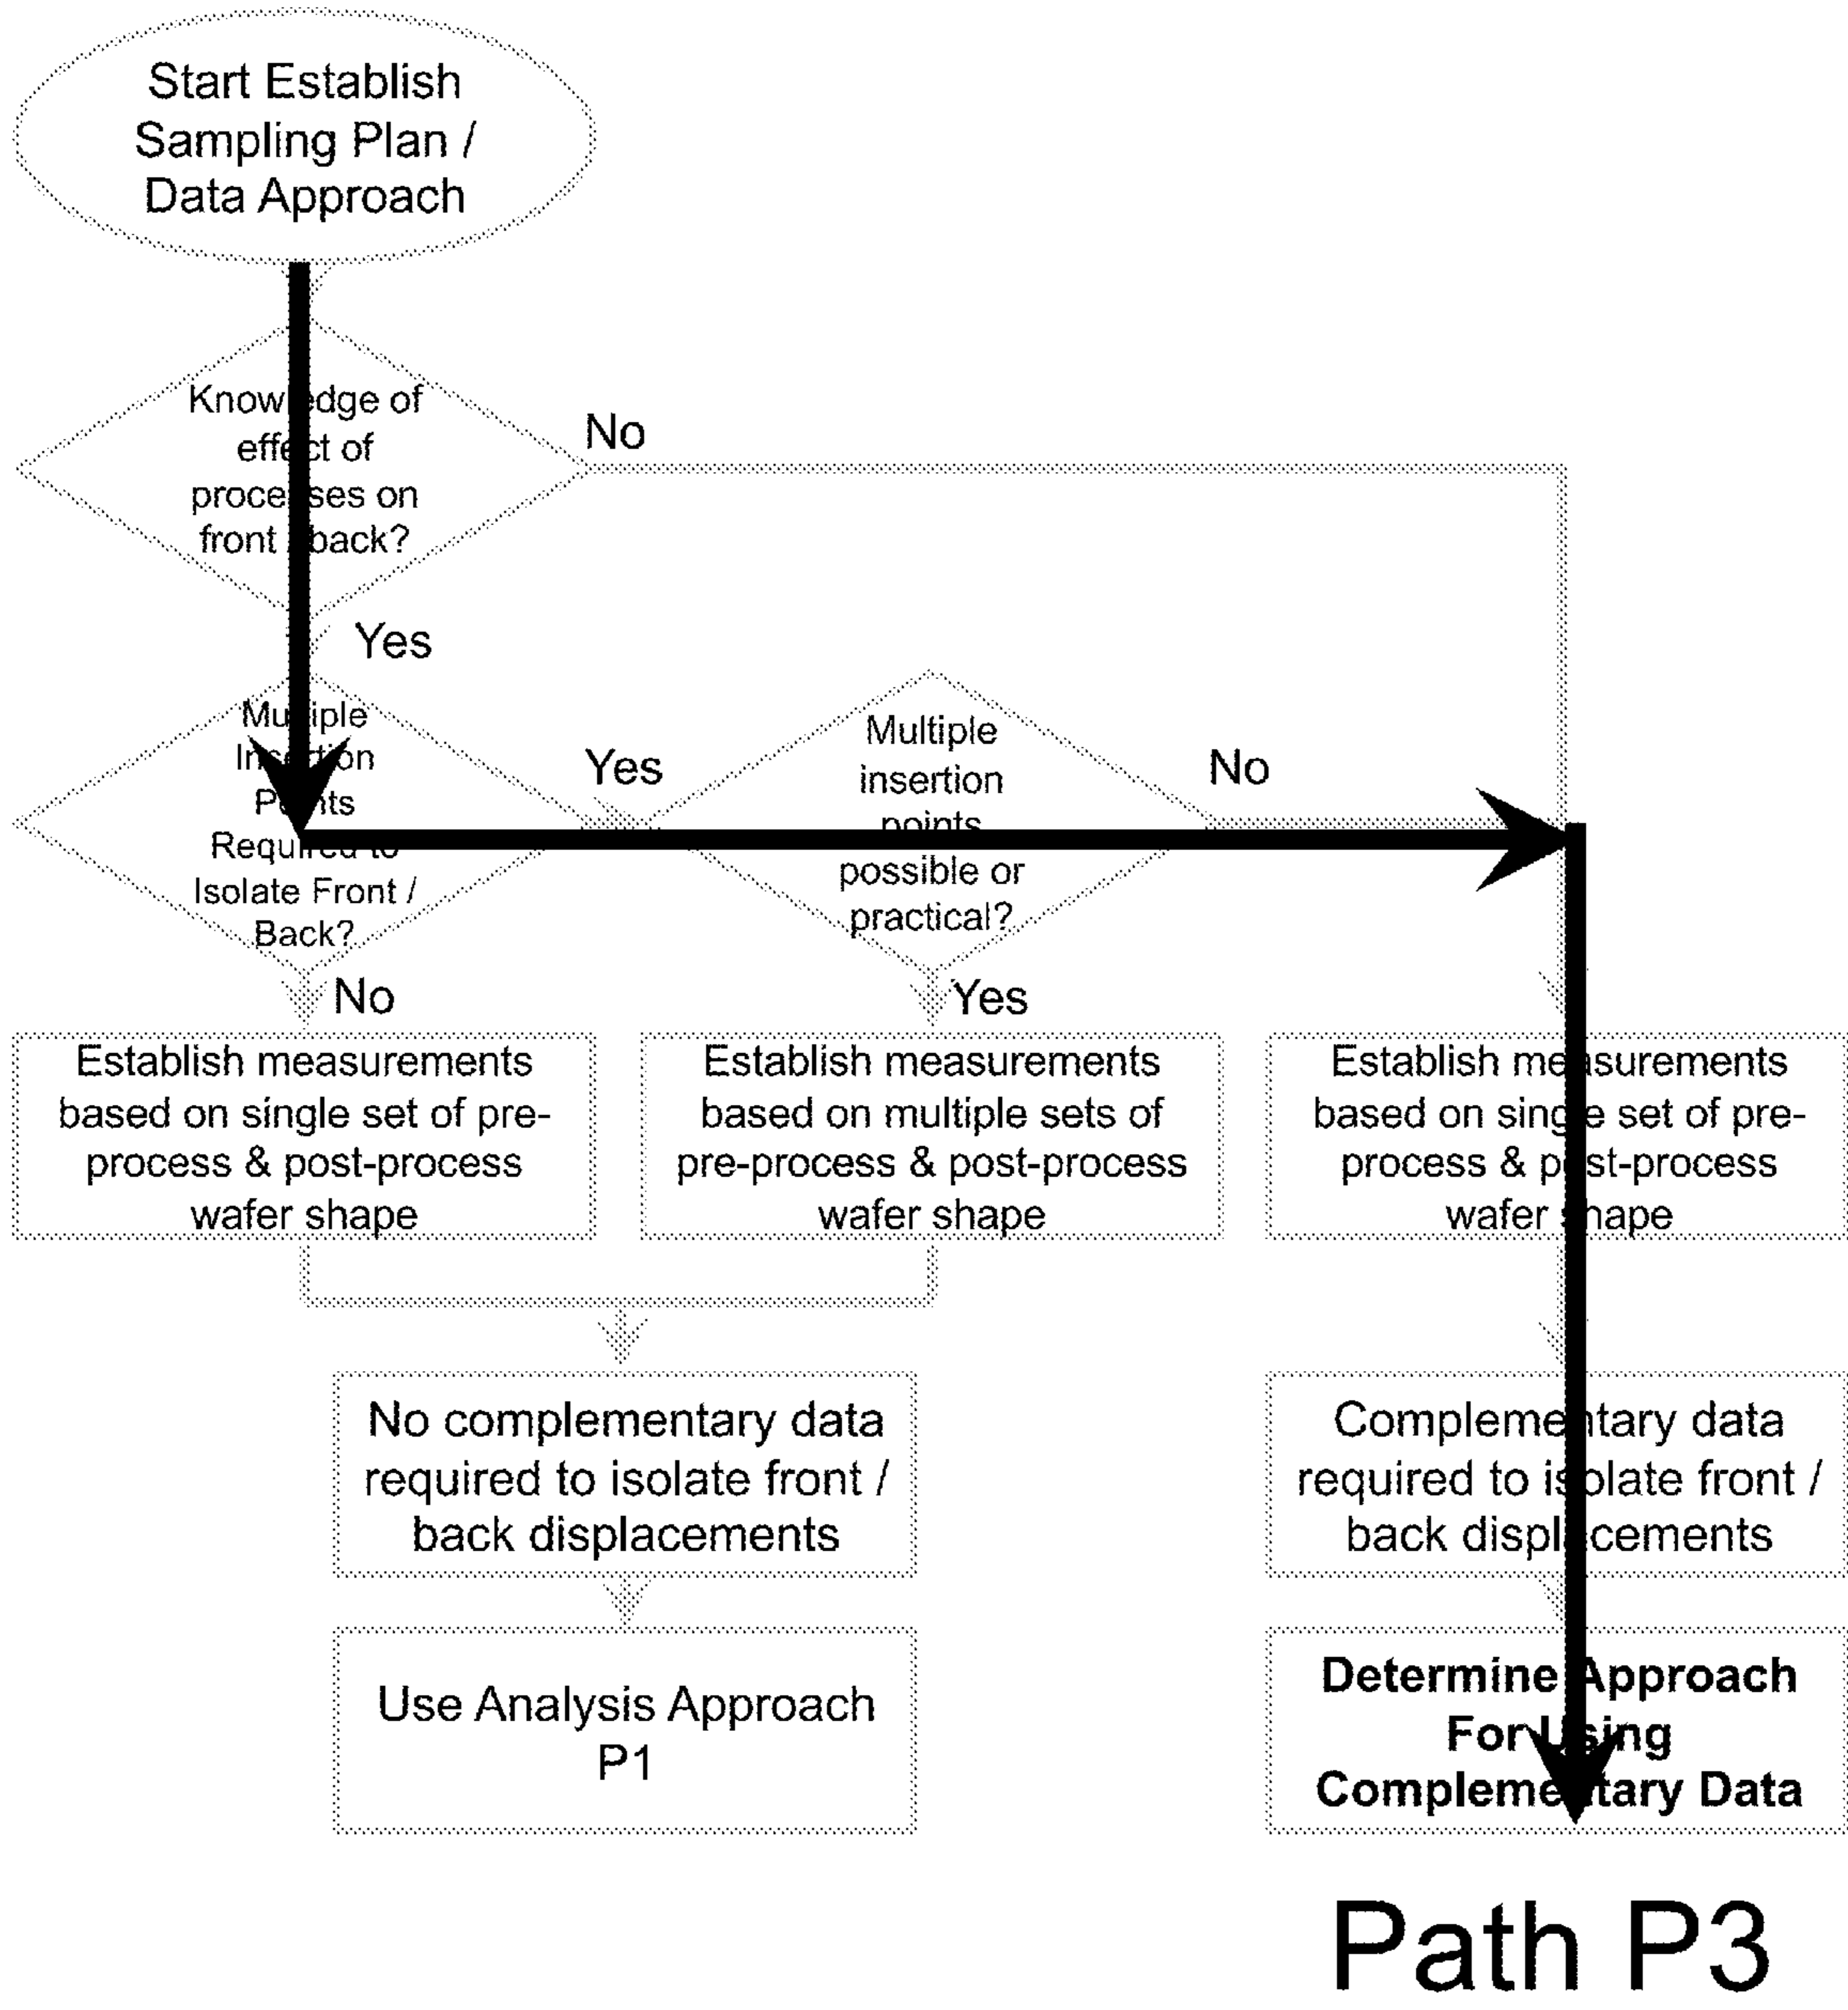 Start Establish
Sampling Plan /
Data Approach
Knowledge of
effect of
processes on
front / back?
No
Yes
Multiple
Insertion
Points
Required to
Isolate Front /
Back?
Yes
Multiple
insertion
points
possible or
practical?
No
No
Yes
Establish measurements
based on single set of pre-
process & post-process
wafer shape
Establish measurements
based on multiple sets of
pre-process & post-process
wafer shape
Establish measurements
based on single set of pre-
process & post-process
wafer shape
No complementary data
required to isolate front /
back displacements
Complementary data
required to isolate front /
back displacements
Use Analysis Approach
P1
Determine Approach
For Using
Complementary Data
Path P3